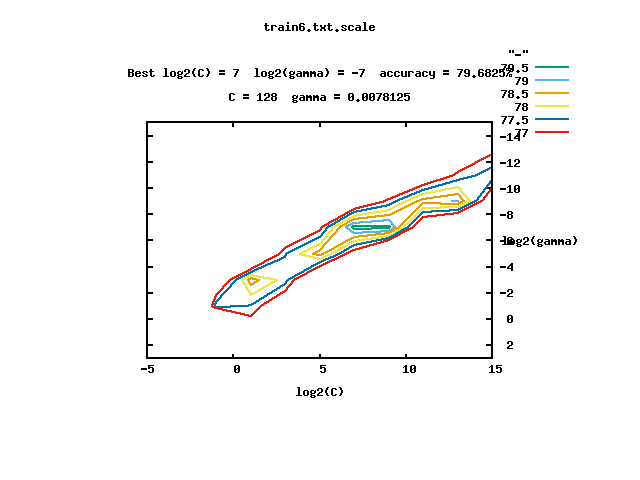 train6.txt.scale
"-"
Best log2(C) = 7  log2(gamma) = -7  accuracy = 79.6825%
79.5
79
78.5
C = 128  gamma = 0.0078125
78
77.5
77
-14
-12
-10
-8
-6
log2(gamma)
-4
-2
0
2
-5 0 5 10 15
log2(C)